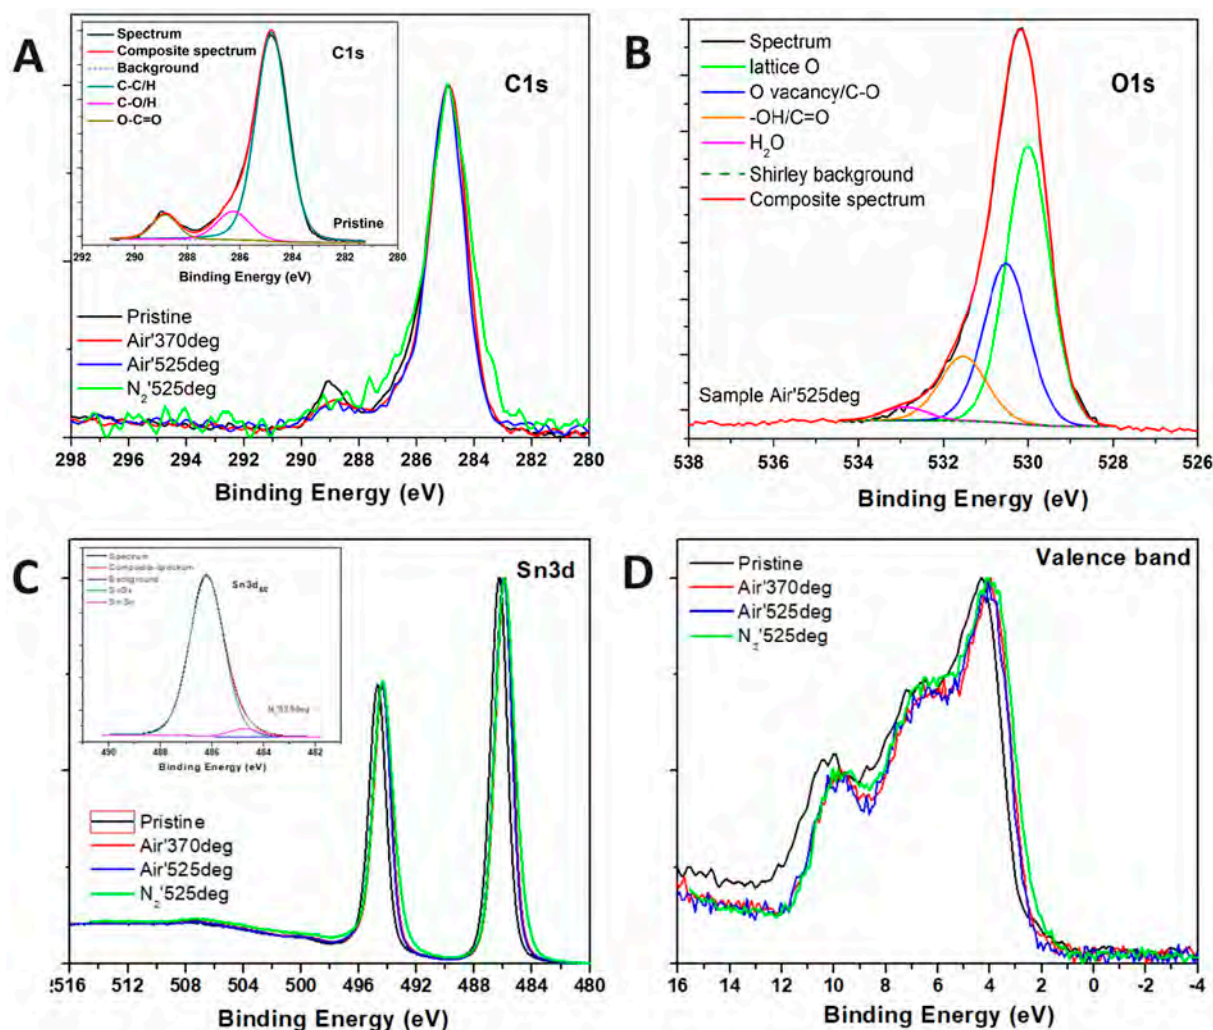 A
Spectrum
Composite spectrum
Background
C-C/H
C-O/H
O-C=O
C1s
Pristine
292 290 288 286 284 282 280
Binding Energy (eV)
C1s
Pristine
Air'370deg
Air'525deg
N2'525deg
298 296 294 292 290 288 286 284 282 280
Binding Energy (eV)
B
Spectrum
lattice O
O vacancy/C-O
-OH/C=O
H2O
Shirley background
Composite spectrum
O1s
Sample Air'525deg
538 536 534 532 530 528 526
Binding Energy (eV)
C
Spectrum
Composite spectrum
Background
Sn3d
490 488 486 484 482
Binding Energy (eV)
Sn3d
Pristine
Air'370deg
Air'525deg
N2'525deg
516 512 508 504 500 496 492 488 484 480
Binding Energy (eV)
D
Pristine
Air'370deg
Air'525deg
N2'525deg
Valence band
16 14 12 10 8 6 4 2 0 -2 -4
Binding Energy (eV)